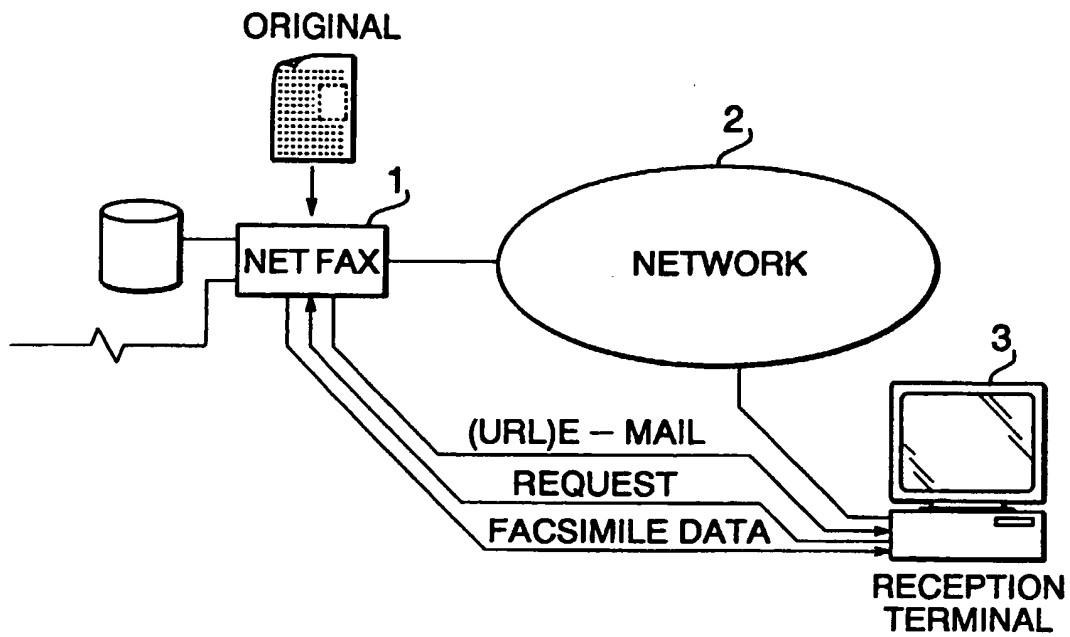 ORIGINAL
1
2
NET FAX
NETWORK
3
(URL)E – MAIL
REQUEST
FACSIMILE DATA
RECEPTION
TERMINAL